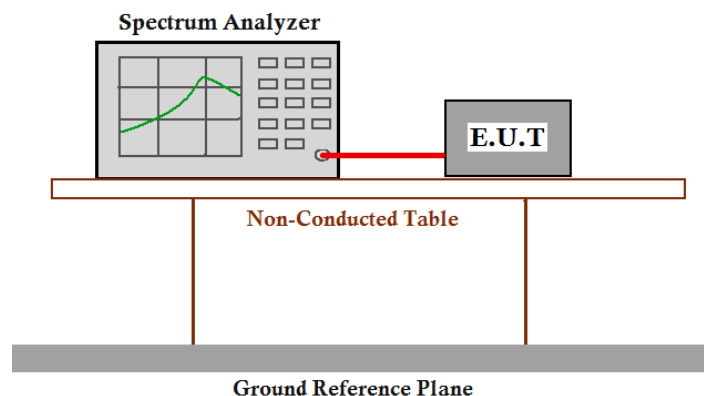 Spectrum Analyzer
E.U.T
Non-Conducted Table
Ground Reference Plane